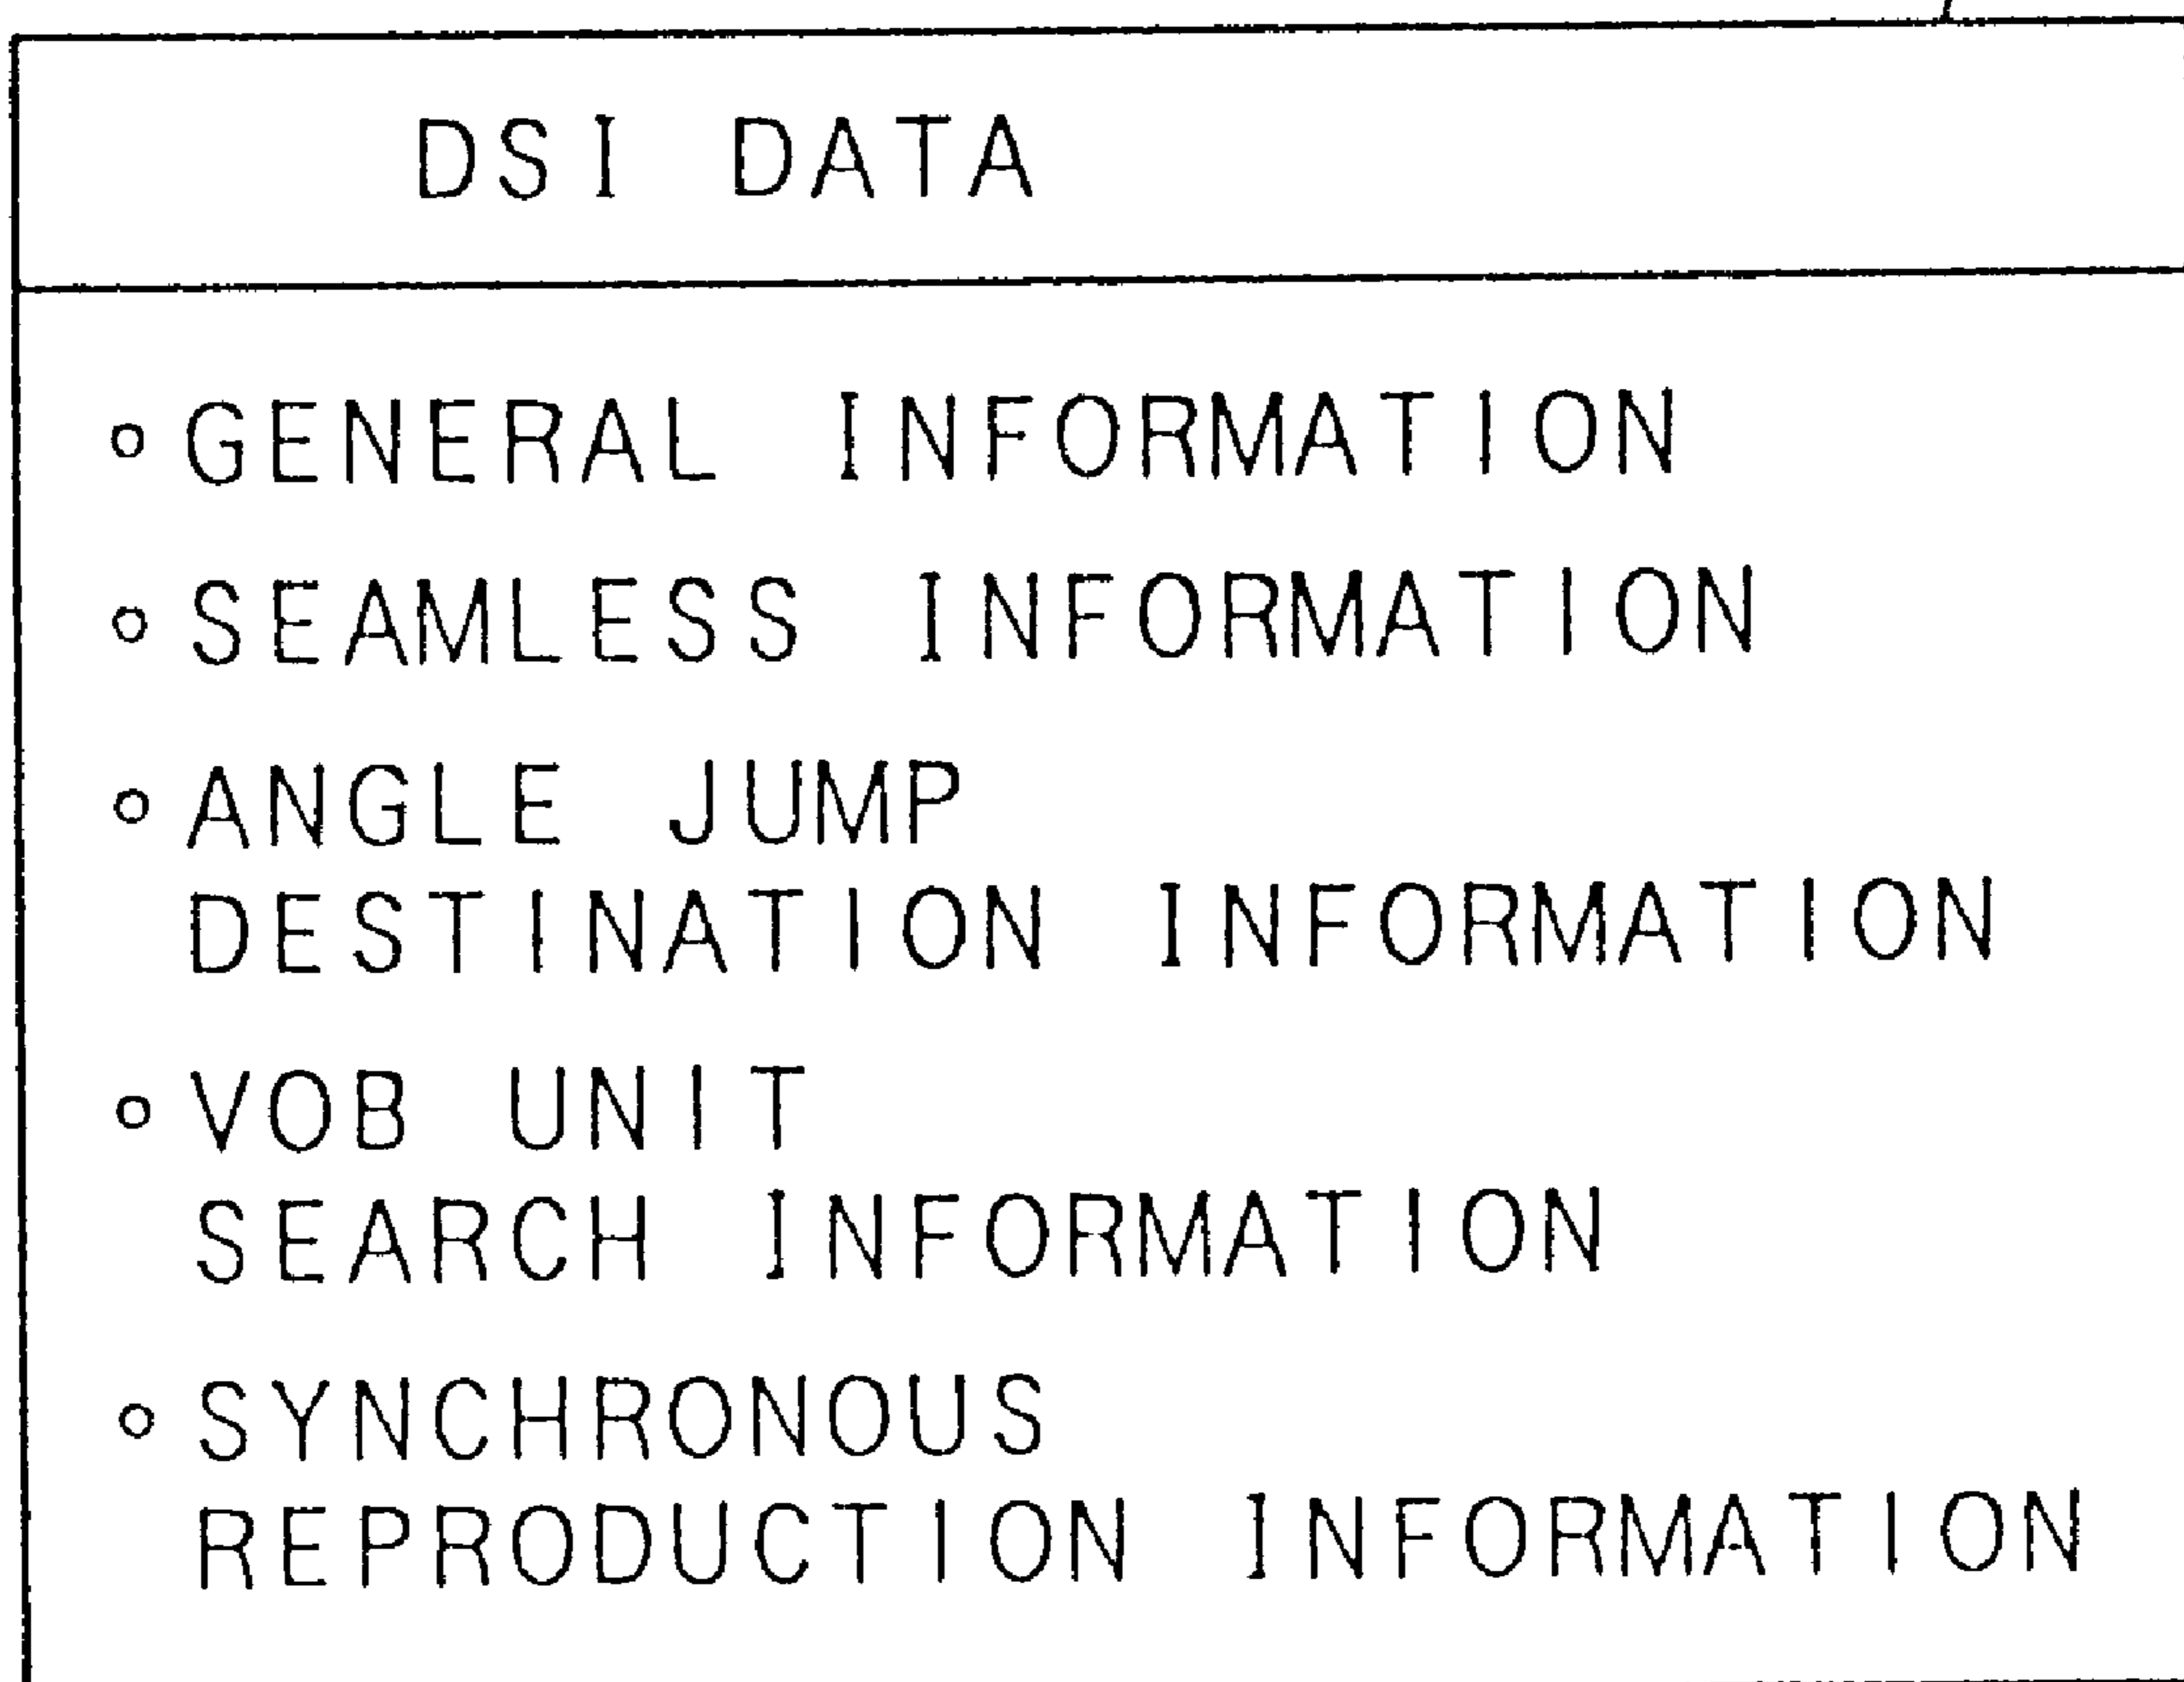 DSI DATA
∘ GENERAL INFORMATION
∘ SEAMLESS INFORMATION
∘ ANGLE JUMP
DESTINATION INFORMATION
∘ VOB UNIT
SEARCH INFORMATION
∘ SYNCHRONOUS
REPRODUCTION INFORMATION